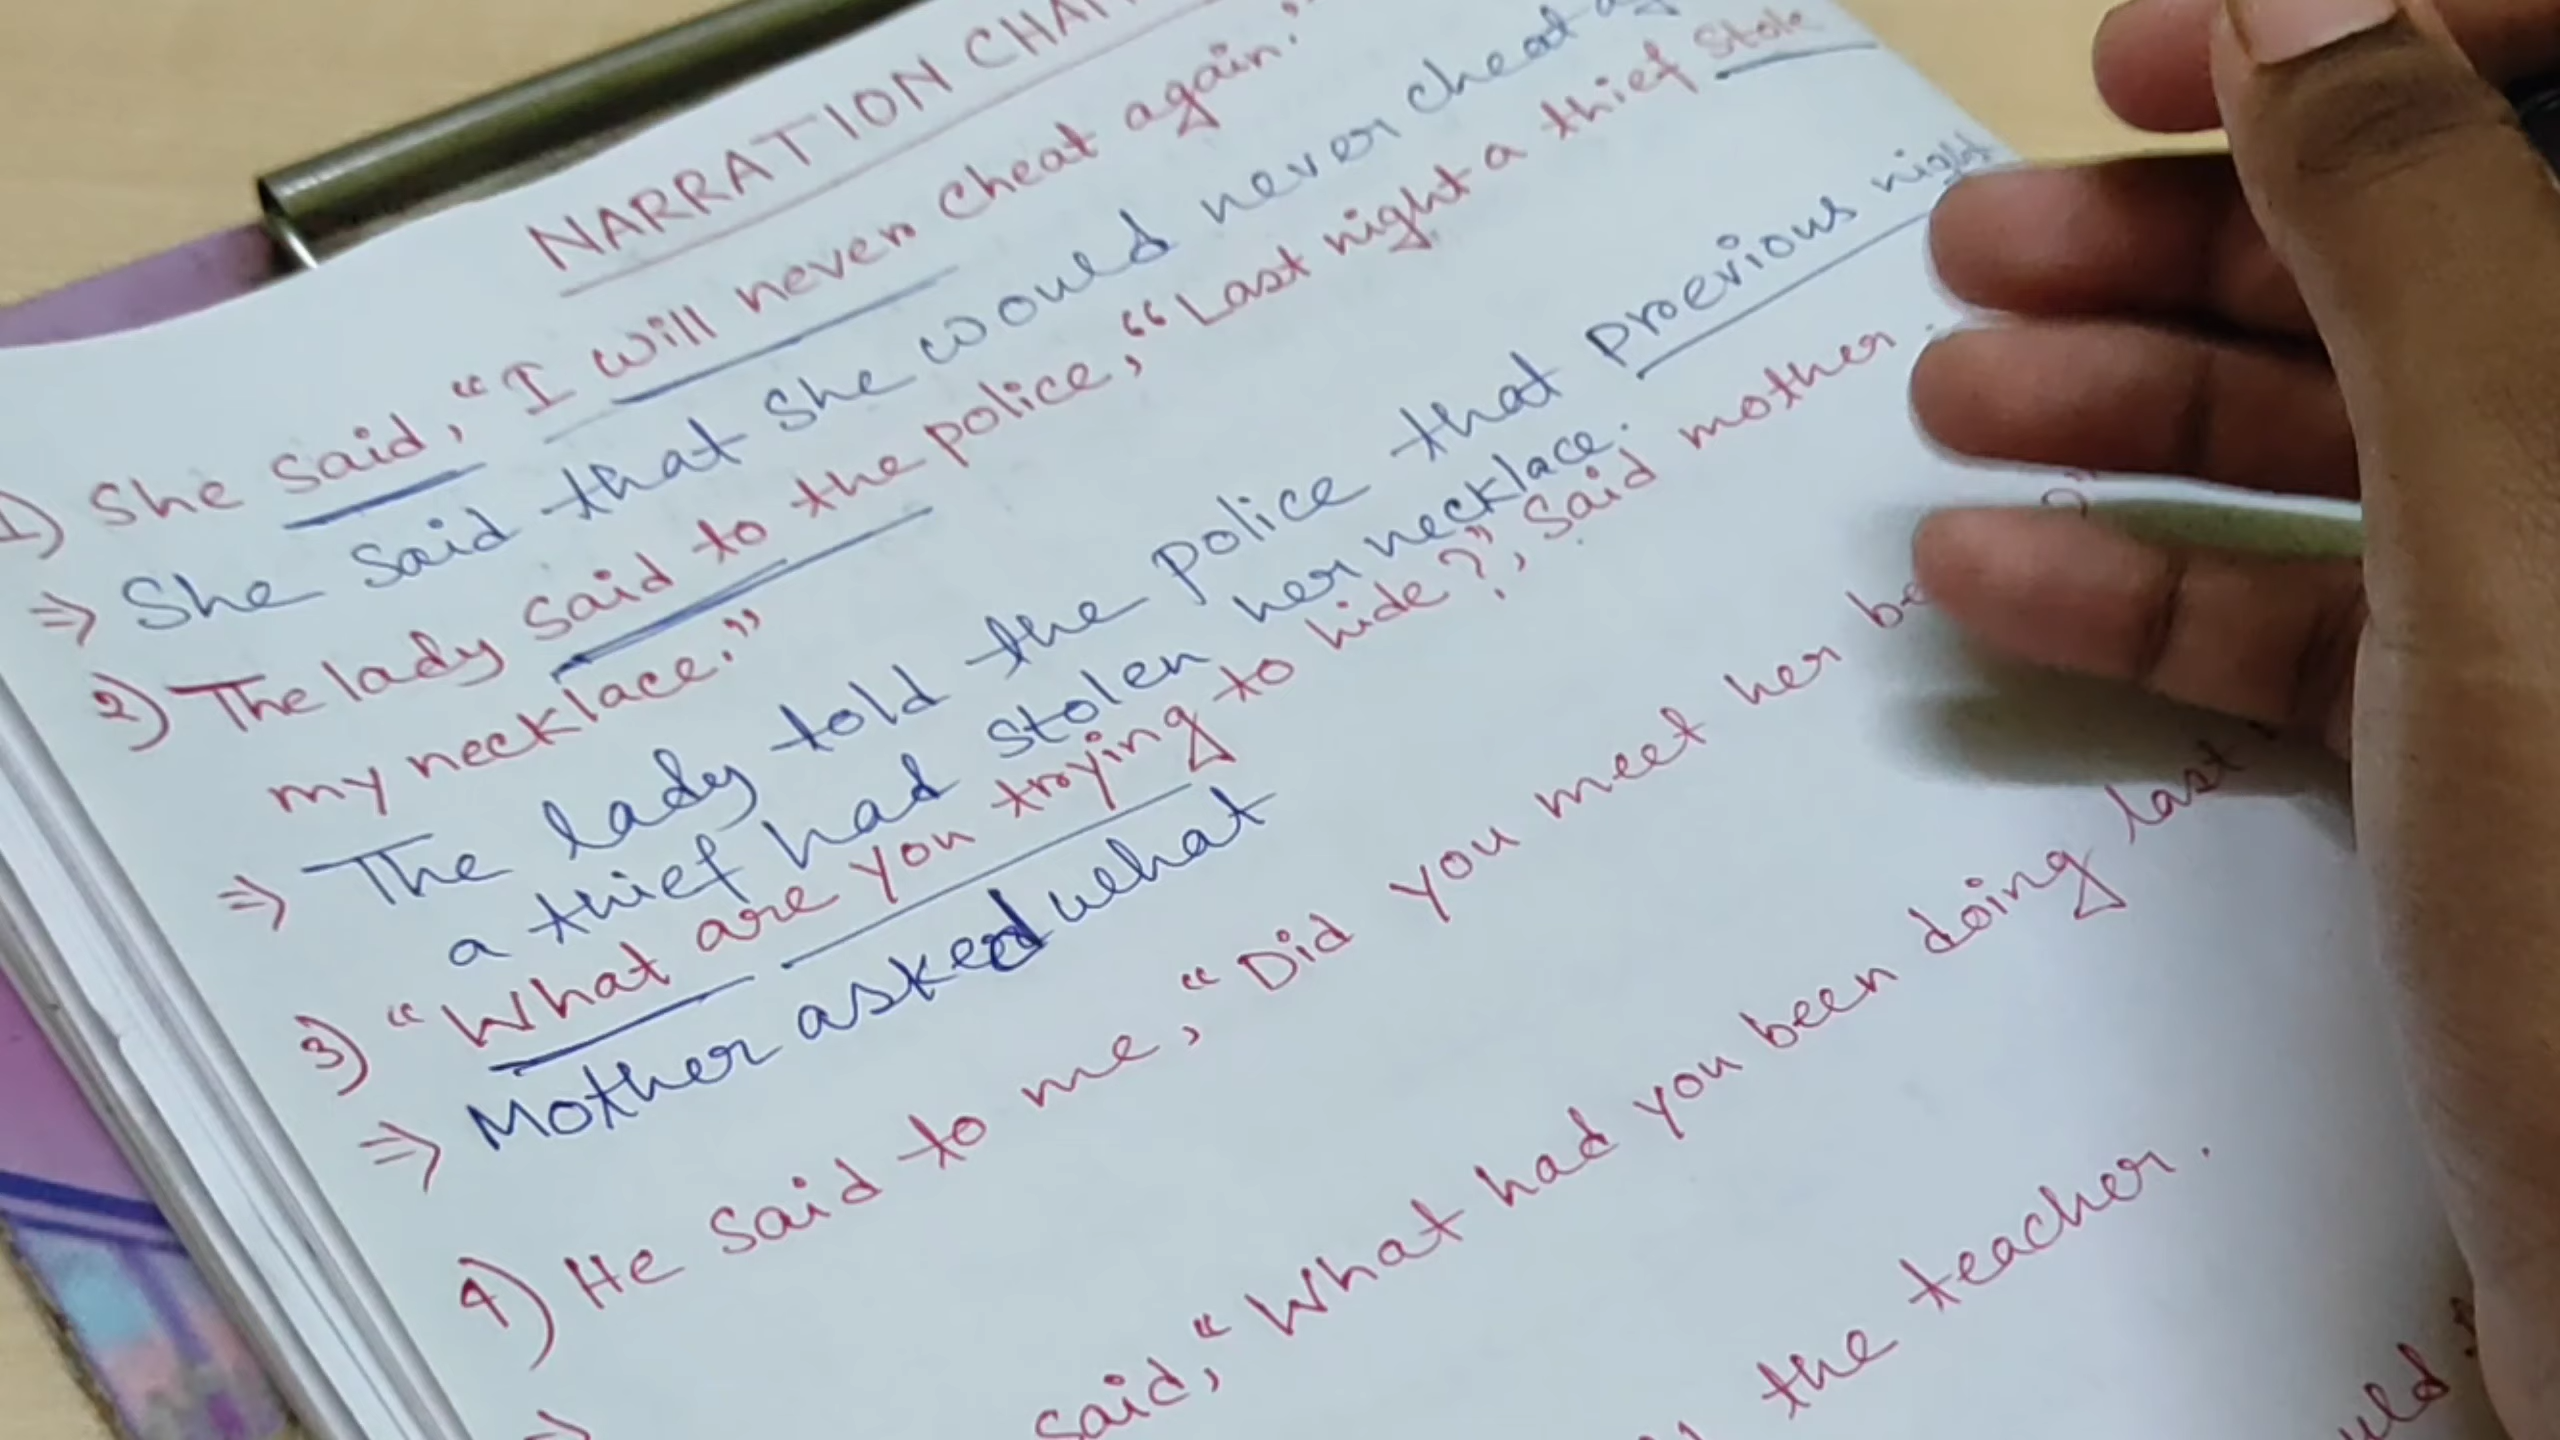 NARRATION
1) She said, "I will never cheat again."
⇒ She said that she would never cheat
2) The lady said to the police, "Last night a thief stole
my necklace."
⇒ The lady told the police that previous night
a thief had stolen her necklace.
3) "What are you trying to hide?", said mother.
⇒ Mother asked what
4) He said to me, "Did you meet her
⇒
said, "What had you been doing last
the teacher.